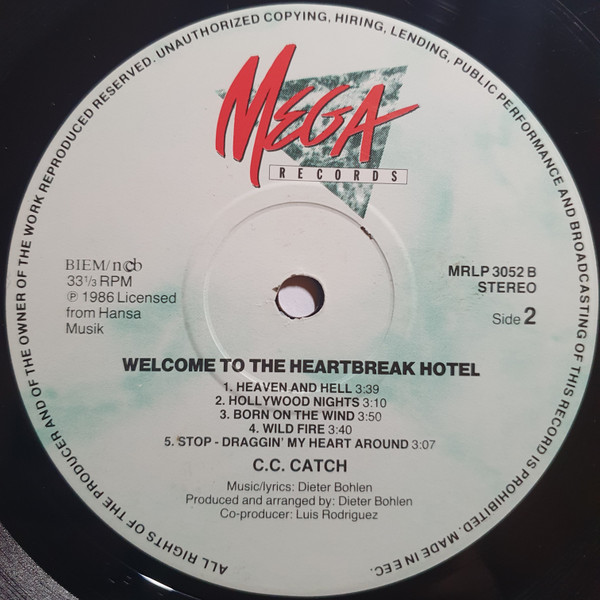 ALL RIGHTS OF THE PRODUCER AND OF THE OWNER OF THE WORK REPRODUCED RESERVED. UNAUTHORIZED COPYING, HIRING, LENDING, PUBLIC PERFORMANCE AND BROADCASTING OF THIS RECORD IS PROHIBITED. MADE IN EEC.
MEGA
RECORDS
BIEM/ncb
33 1/3 RPM
℗ 1986 Licensed
from Hansa
Musik
MRLP 3052 B
STEREO
Side 2
WELCOME TO THE HEARTBREAK HOTEL
1. HEAVEN AND HELL 3:39
2. HOLLYWOOD NIGHTS 3:10
3. BORN ON THE WIND 3:50
4. WILD FIRE 3:40
5. STOP - DRAGGIN' MY HEART AROUND 3:07
C.C. CATCH
Music/lyrics: Dieter Bohlen
Produced and arranged by: Dieter Bohlen
Co-producer: Luis Rodriguez